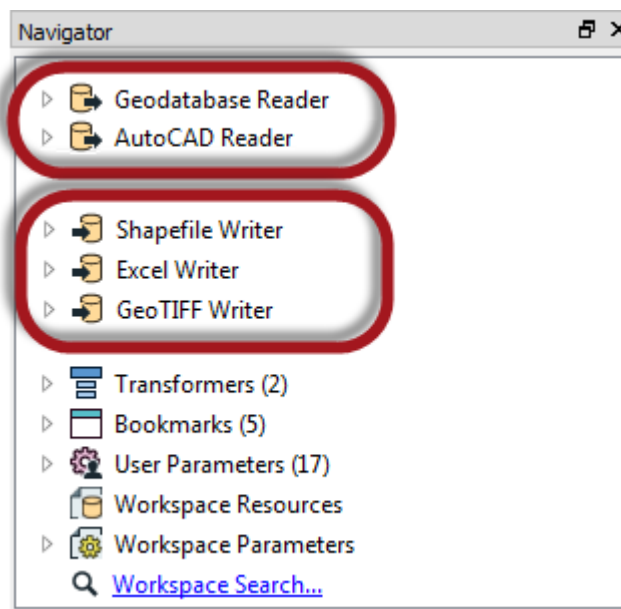 Navigator
Geodatabase Reader
AutoCAD Reader
Shapefile Writer
Excel Writer
GeoTIFF Writer
Transformers (2)
Bookmarks (5)
User Parameters (17)
Workspace Resources
Workspace Parameters
Workspace Search...